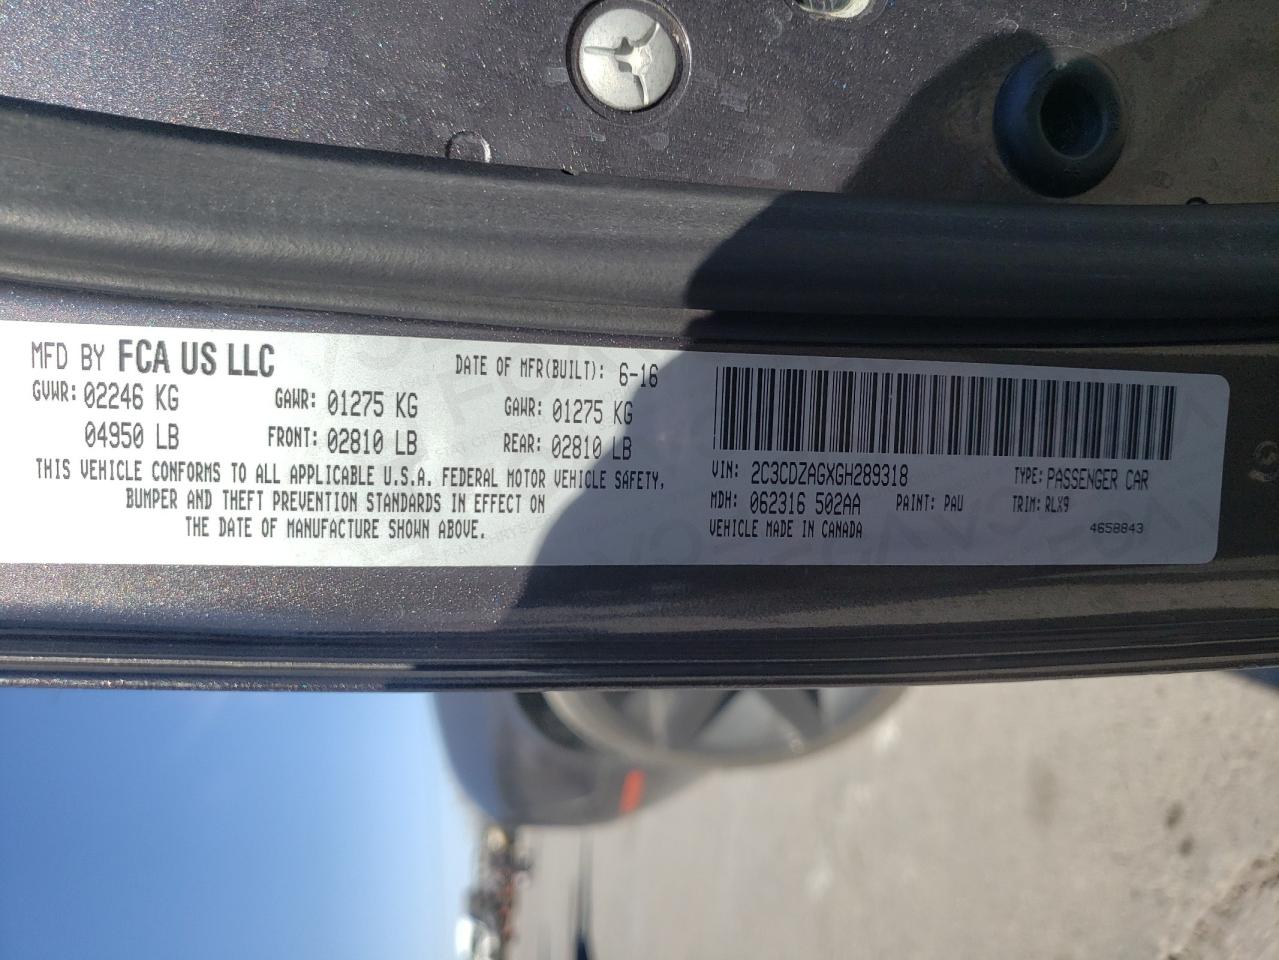 MFD BY FCA US LLC
DATE OF MFR(BUILT): 6-16
GVWR: 02246 KG
04950 LB
GAWR: 01275 KG
FRONT: 02810 LB
GAWR: 01275 KG
REAR: 02810 LB
THIS VEHICLE CONFORMS TO ALL APPLICABLE U.S.A. FEDERAL MOTOR VEHICLE SAFETY,
BUMPER AND THEFT PREVENTION STANDARDS IN EFFECT ON
THE DATE OF MANUFACTURE SHOWN ABOVE.
VIN: 2C3CDZAGXGH289318
TYPE: PASSENGER CAR
MDH: 062316 502AA
PAINT: PAU
TRIM: RLX9
VEHICLE MADE IN CANADA
4658843